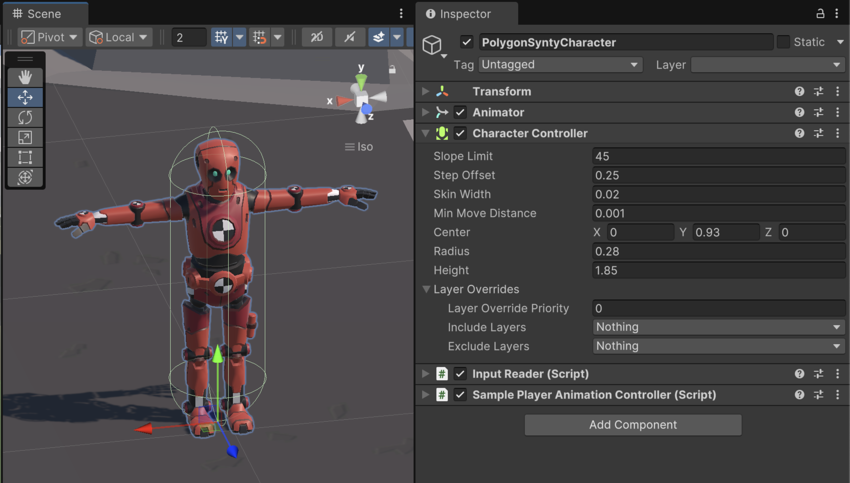 Scene
Pivot Local 2 2D
y
x
z
Iso
Inspector
PolygonSyntyCharacter Static
Tag Untagged Layer
Transform
Animator
Character Controller
Slope Limit 45
Step Offset 0.25
Skin Width 0.02
Min Move Distance 0.001
Center X 0 Y 0.93 Z 0
Radius 0.28
Height 1.85
Layer Overrides
Layer Override Priority 0
Include Layers Nothing
Exclude Layers Nothing
# Input Reader (Script)
# Sample Player Animation Controller (Script)
Add Component